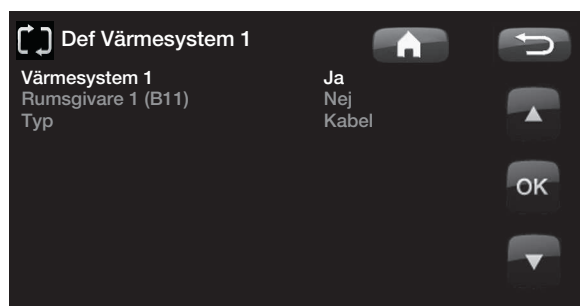 Def Värmesystem 1
Värmesystem 1 Ja
Rumsgivare 1 (B11) Nej
Typ Kabel
OK